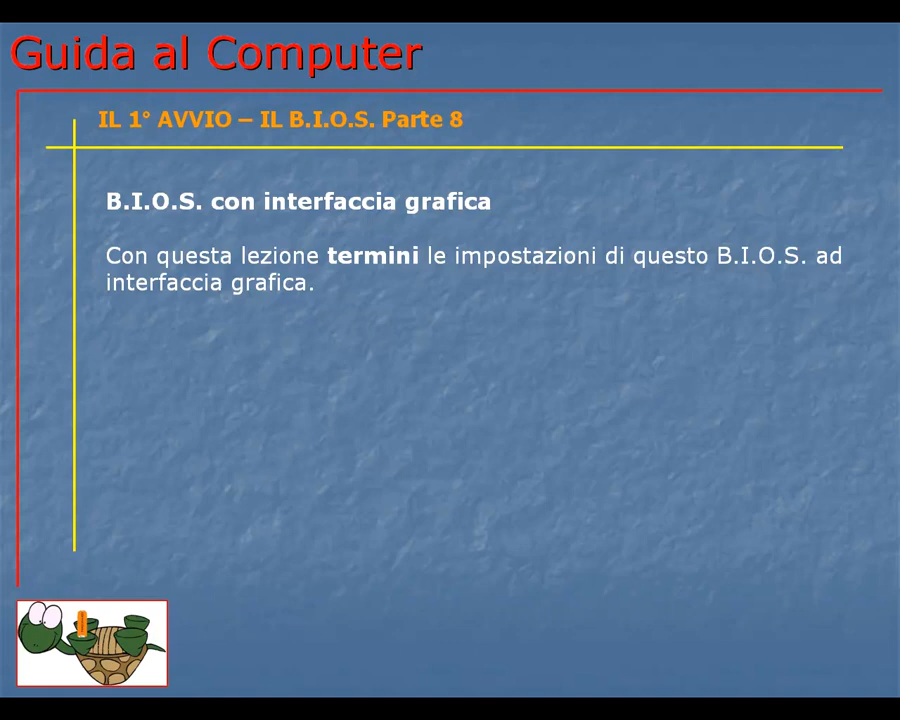 Guida al Computer
IL 1° AVVIO – IL B.I.O.S. Parte 8
B.I.O.S. con interfaccia grafica
Con questa lezione termini le impostazioni di questo B.I.O.S. ad
interfaccia grafica.